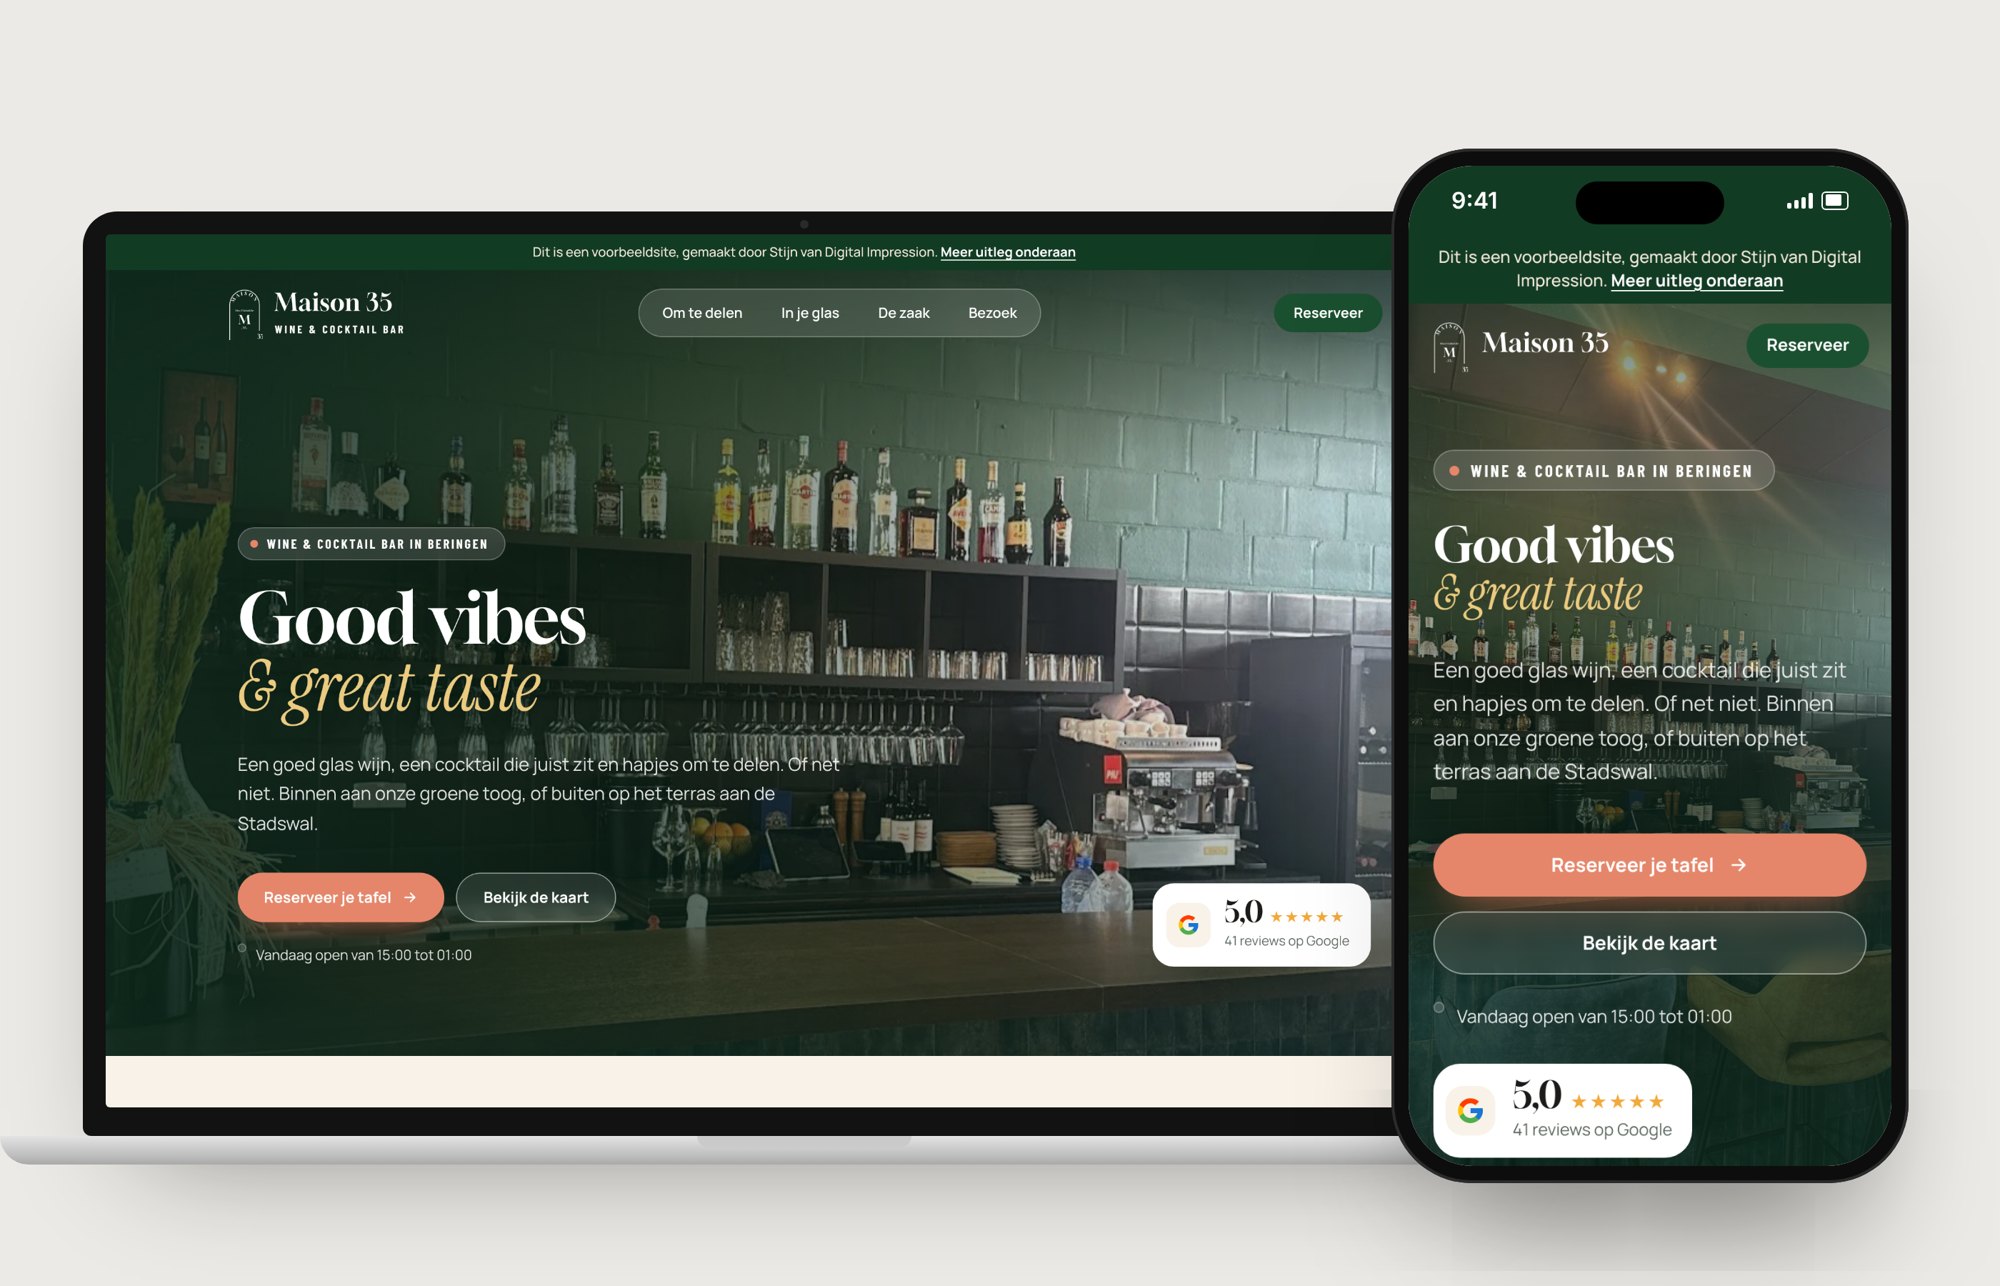 Dit is een voorbeeldsite, gemaakt door Stijn van Digital Impression. Meer uitleg onderaan
MAISON
M
35
Maison 35
WINE & COCKTAIL BAR
Om te delen
In je glas
De zaak
Bezoek
Reserveer
WINE & COCKTAIL BAR IN BERINGEN
Good vibes
& great taste
Een goed glas wijn, een cocktail die juist zit en hapjes om te delen. Of net
niet. Binnen aan onze groene toog, of buiten op het terras aan de
Stadswal.
Reserveer je tafel →
Bekijk de kaart
Vandaag open van 15:00 tot 01:00
5,0 ★★★★★
41 reviews op Google
9:41
Dit is een voorbeeldsite, gemaakt door Stijn van Digital
Impression. Meer uitleg onderaan
MAISON
M
35
Maison 35
Reserveer
WINE & COCKTAIL BAR IN BERINGEN
Good vibes
& great taste
Een goed glas wijn, een cocktail die juist zit
en hapjes om te delen. Of net niet. Binnen
aan onze groene toog, of buiten op het
terras aan de Stadswal.
Reserveer je tafel →
Bekijk de kaart
Vandaag open van 15:00 tot 01:00
5,0 ★★★★★
41 reviews op Google